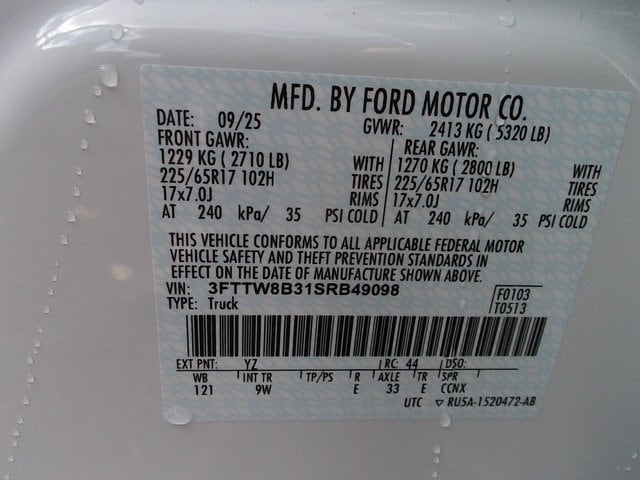 MFD. BY FORD MOTOR CO.
DATE: 09/25 GVWR: 2413 KG ( 5320 LB)
FRONT GAWR: REAR GAWR:
1229 KG ( 2710 LB) WITH 1270 KG ( 2800 LB) WITH
225/65R17 102H TIRES 225/65R17 102H TIRES
17x7.0J RIMS 17x7.0J RIMS
AT 240 kPa/ 35 PSI COLD AT 240 kPa/ 35 PSI COLD
THIS VEHICLE CONFORMS TO ALL APPLICABLE FEDERAL MOTOR
VEHICLE SAFETY AND THEFT PREVENTION STANDARDS IN
EFFECT ON THE DATE OF MANUFACTURE SHOWN ABOVE.
VIN: 3FTTW8B31SRB49098 F0103
TYPE: Truck T0513
EXT PNT: YZ RC: 44 DSO:
WB INT TR TP/PS R AXLE TR SPR
121 9W E 33 E CCNX
UTC ▽ RU5A-1520472-AB